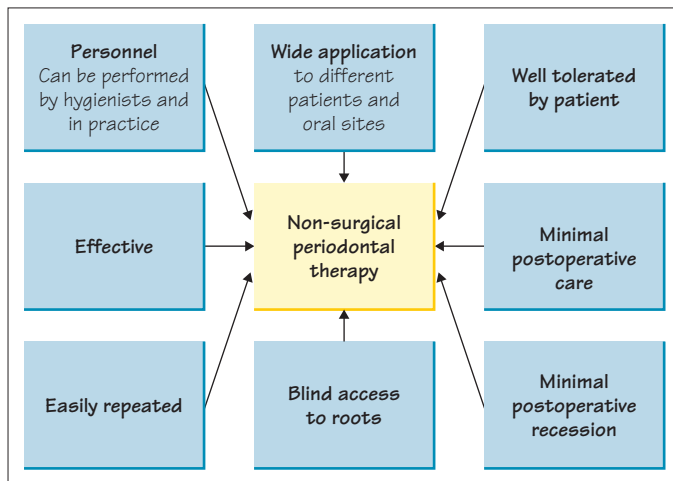 Personnel
Can be performed
by hygienists and
in practice
Wide application
to different
patients and
oral sites
Well tolerated
by patient
Effective
Non-surgical
periodontal
therapy
Minimal
postoperative
care
Easily repeated
Blind access
to roots
Minimal
postoperative
recession